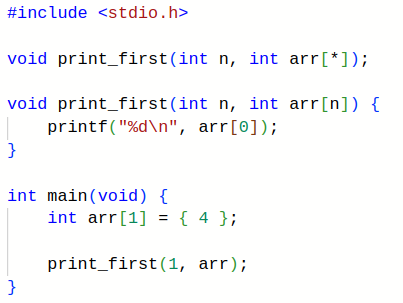 #include <stdio.h>

void print_first(int n, int arr[*]);

void print_first(int n, int arr[n]) {
    printf("%d\n", arr[0]);
}

int main(void) {
    int arr[1] = { 4 };

    print_first(1, arr);
}